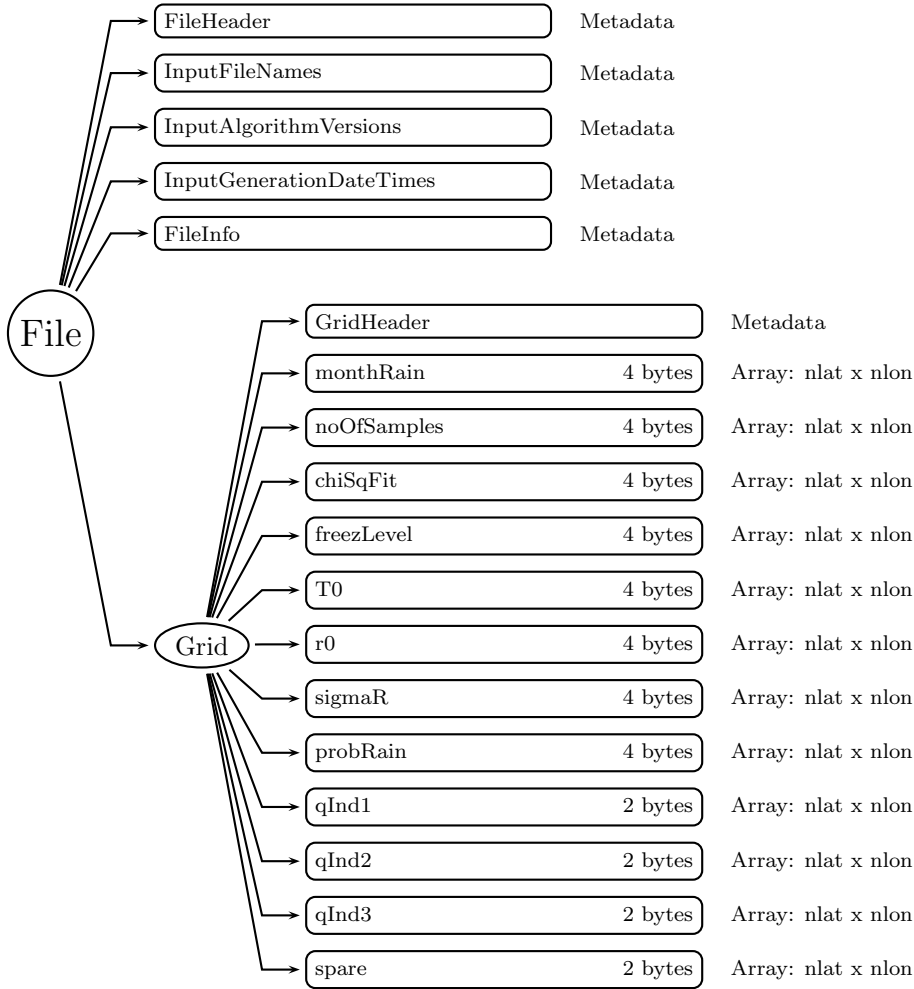 FileHeader Metadata
InputFileNames Metadata
InputAlgorithmVersions Metadata
InputGenerationDateTimes Metadata
FileInfo Metadata
File
GridHeader Metadata
monthRain 4 bytes Array: nlat x nlon
noOfSamples 4 bytes Array: nlat x nlon
chiSqFit 4 bytes Array: nlat x nlon
freezLevel 4 bytes Array: nlat x nlon
T0 4 bytes Array: nlat x nlon
Grid r0 4 bytes Array: nlat x nlon
sigmaR 4 bytes Array: nlat x nlon
probRain 4 bytes Array: nlat x nlon
qInd1 2 bytes Array: nlat x nlon
qInd2 2 bytes Array: nlat x nlon
qInd3 2 bytes Array: nlat x nlon
spare 2 bytes Array: nlat x nlon